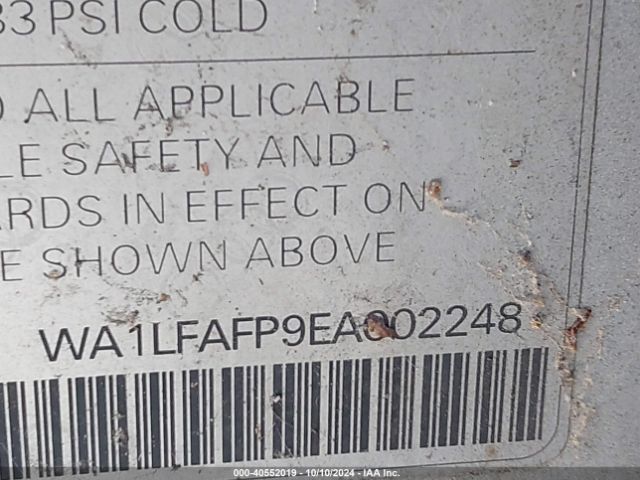 33 PSI COLD
ALL APPLICABLE
LE SAFETY AND
ARDS IN EFFECT ON
E SHOWN ABOVE
WA1LFAFP9EA002248
000-40552019 - 10/10/2024 - IAA Inc.